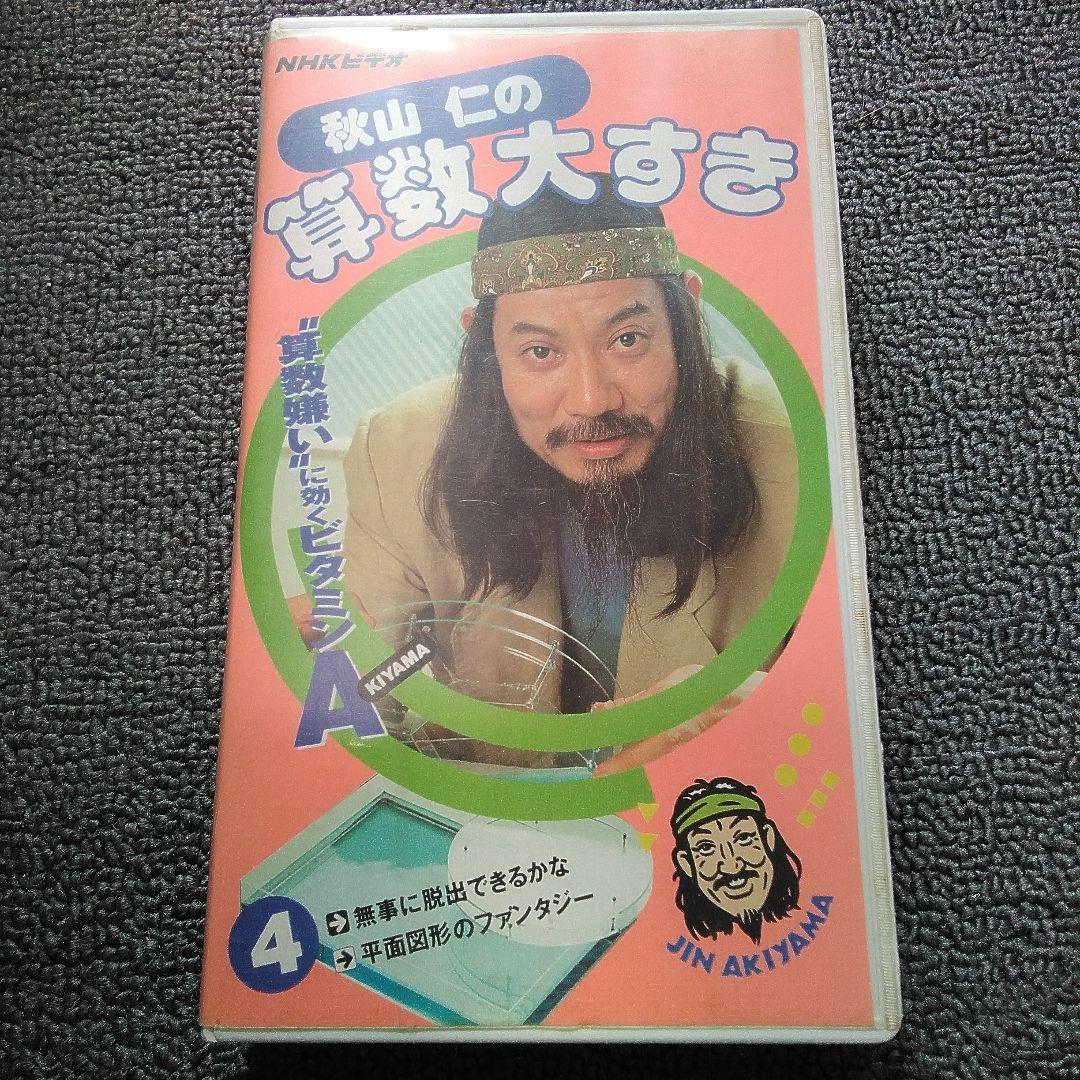 NHKビデオ
秋山 仁の
算数大すき
"算数嫌い"に効くビタミンA
KIYAMA
4
無事に脱出できるかな
平面図形のファンタジー
JIN AKIYAMA